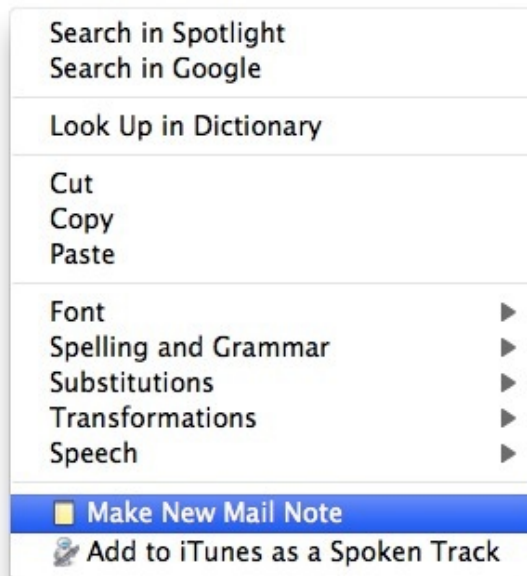 Search in Spotlight
Search in Google
Look Up in Dictionary
Cut
Copy
Paste
Font
Spelling and Grammar
Substitutions
Transformations
Speech
Make New Mail Note
Add to iTunes as a Spoken Track